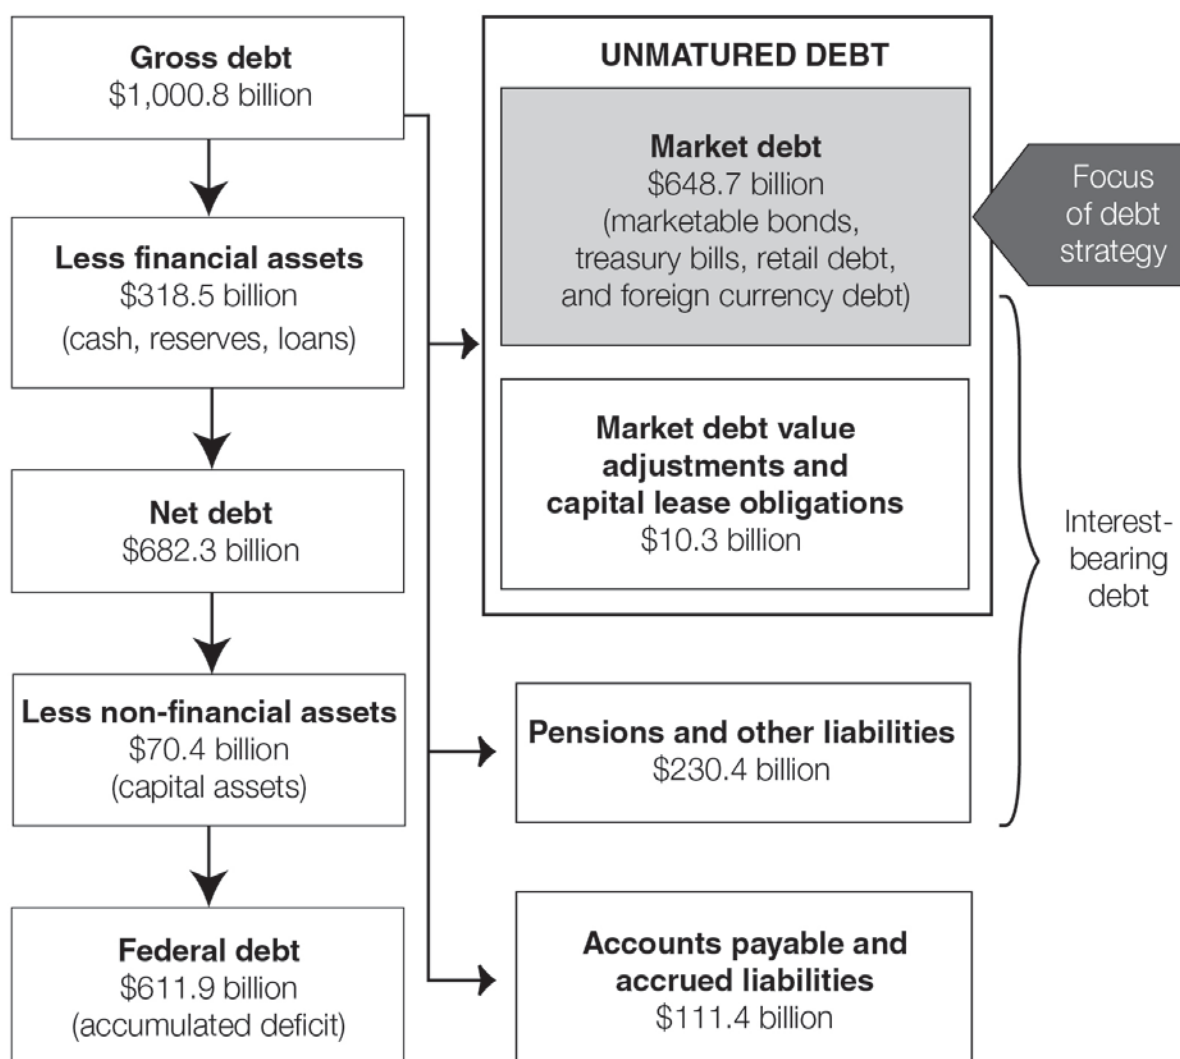 Gross debt
$1,000.8 billion
Less financial assets
$318.5 billion
(cash, reserves, loans)
Net debt
$682.3 billion
Less non-financial assets
$70.4 billion
(capital assets)
Federal debt
$611.9 billion
(accumulated deficit)
UNMATURED DEBT
Market debt
$648.7 billion
(marketable bonds,
treasury bills, retail debt,
and foreign currency debt)
Market debt value
adjustments and
capital lease obligations
$10.3 billion
Pensions and other liabilities
$230.4 billion
Accounts payable and
accrued liabilities
$111.4 billion
Focus
of debt
strategy
Interest-
bearing
debt